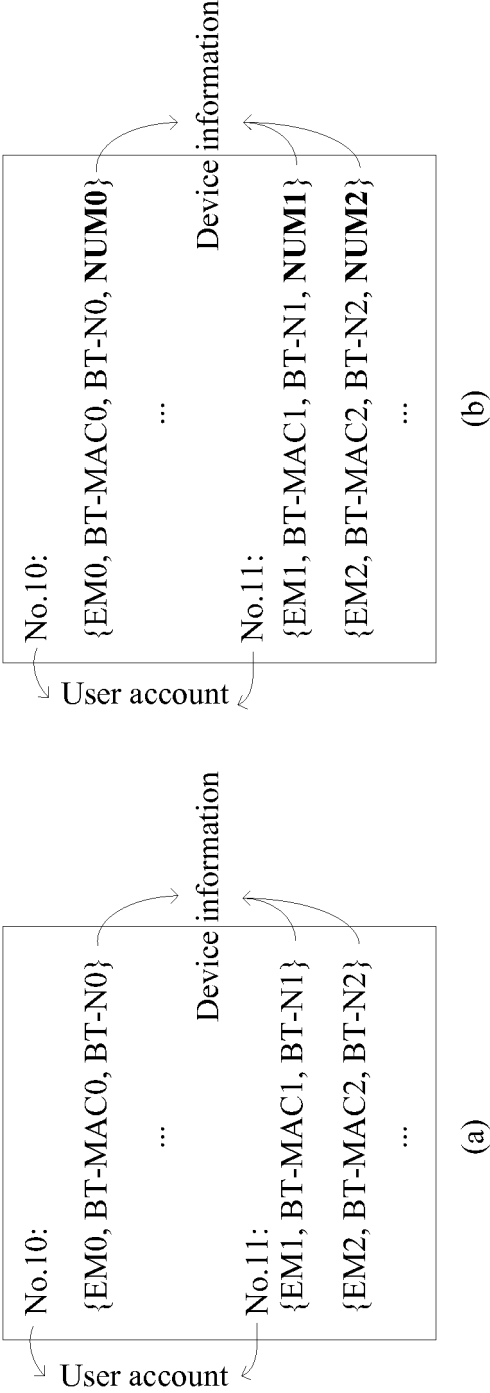 User account
No.10:
{EM0, BT-MAC0, BT-N0}
...
No.11:
{EM1, BT-MAC1, BT-N1}
{EM2, BT-MAC2, BT-N2}
...
Device information
(a)
User account
No.10:
{EM0, BT-MAC0, BT-N0, NUM0}
...
No.11:
{EM1, BT-MAC1, BT-N1, NUM1}
{EM2, BT-MAC2, BT-N2, NUM2}
...
Device information
(b)